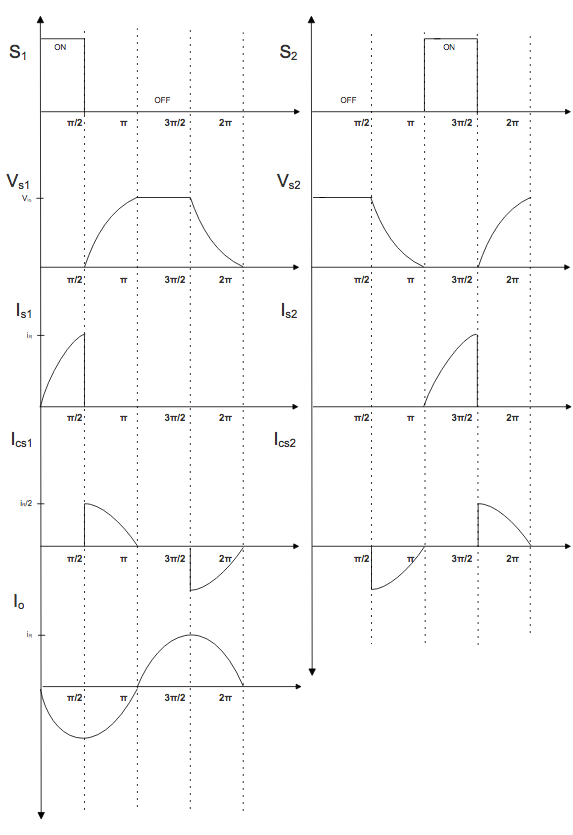 S1
ON
OFF
π/2 π 3π/2 2π
S2
OFF
ON
π/2 π 3π/2 2π
Vs1
π/2 π 3π/2 2π
Vs2
π/2 π 3π/2 2π
Is1
π/2 π 3π/2 2π
Is2
π/2 π 3π/2 2π
Ics1
π/2 π 3π/2 2π
Ics2
π/2 π 3π/2 2π
Io
π/2 π 3π/2 2π